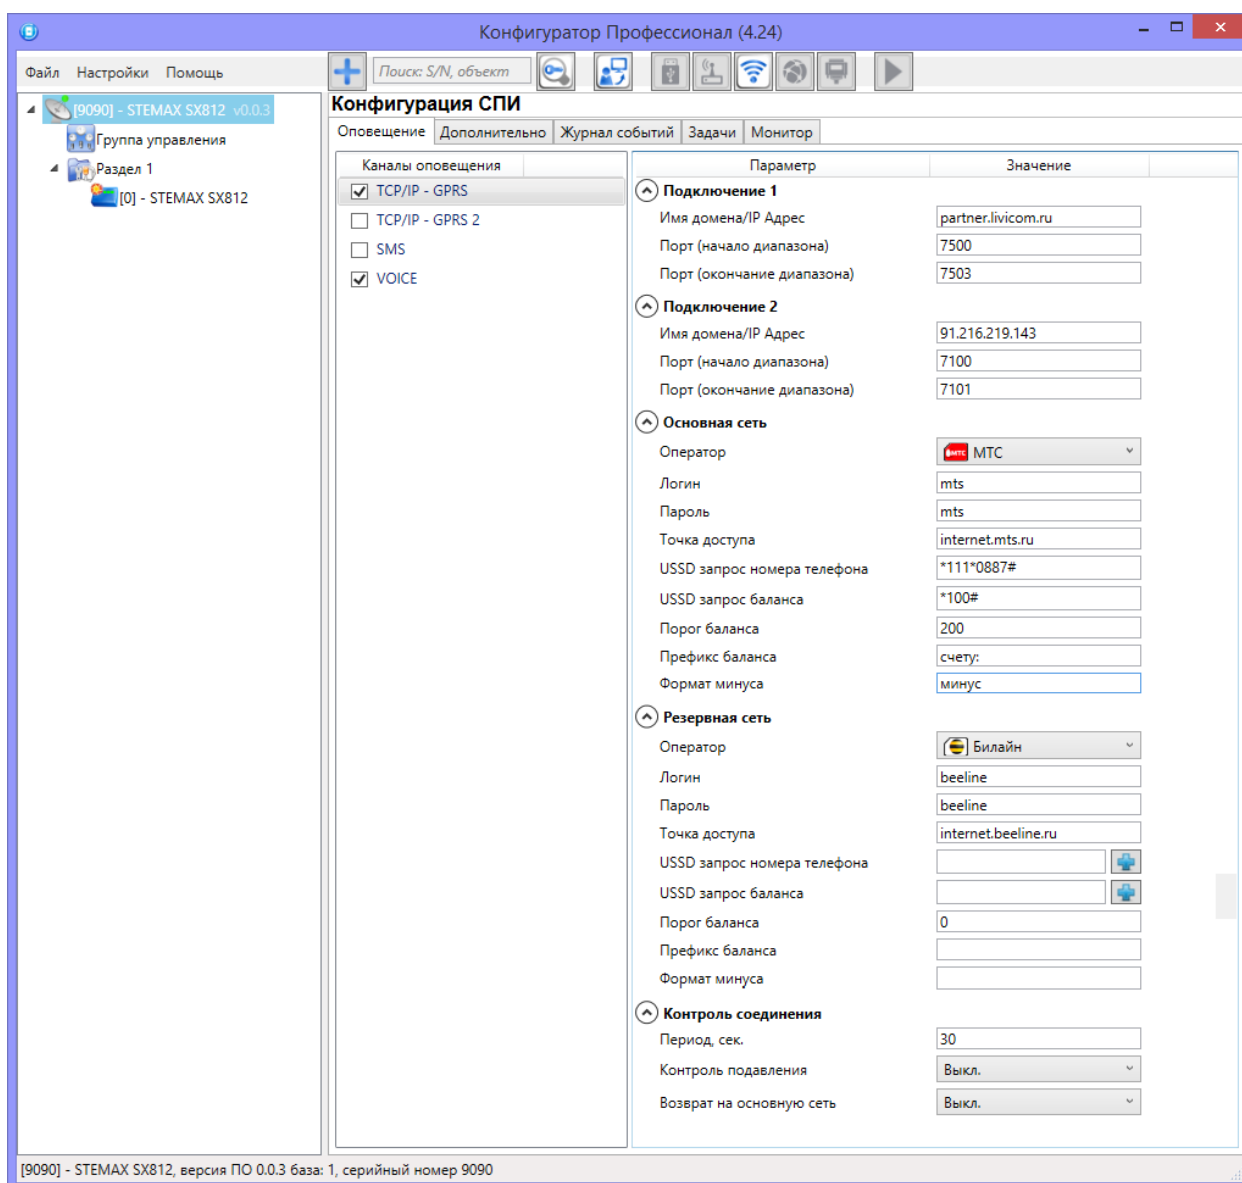 Конфигуратор Профессионал (4.24)
Файл Настройки Помощь
Поиск: S/N, объект
[9090] - STEMAX SX812 v0.0.3
Группа управления
Раздел 1
[0] - STEMAX SX812
Конфигурация СПИ
Оповещение Дополнительно Журнал событий Задачи Монитор
Каналы оповещения
TCP/IP - GPRS
TCP/IP - GPRS 2
SMS
VOICE
Параметр Значение
Подключение 1
Имя домена/IP Адрес partner.livicom.ru
Порт (начало диапазона) 7500
Порт (окончание диапазона) 7503
Подключение 2
Имя домена/IP Адрес 91.216.219.143
Порт (начало диапазона) 7100
Порт (окончание диапазона) 7101
Основная сеть
Оператор МТС
Логин mts
Пароль mts
Точка доступа internet.mts.ru
USSD запрос номера телефона *111*0887#
USSD запрос баланса *100#
Порог баланса 200
Префикс баланса счету:
Формат минуса минус
Резервная сеть
Оператор Билайн
Логин beeline
Пароль beeline
Точка доступа internet.beeline.ru
USSD запрос номера телефона
USSD запрос баланса
Порог баланса 0
Префикс баланса
Формат минуса
Контроль соединения
Период, сек. 30
Контроль подавления Выкл.
Возврат на основную сеть Выкл.
[9090] - STEMAX SX812, версия ПО 0.0.3 база: 1, серийный номер 9090